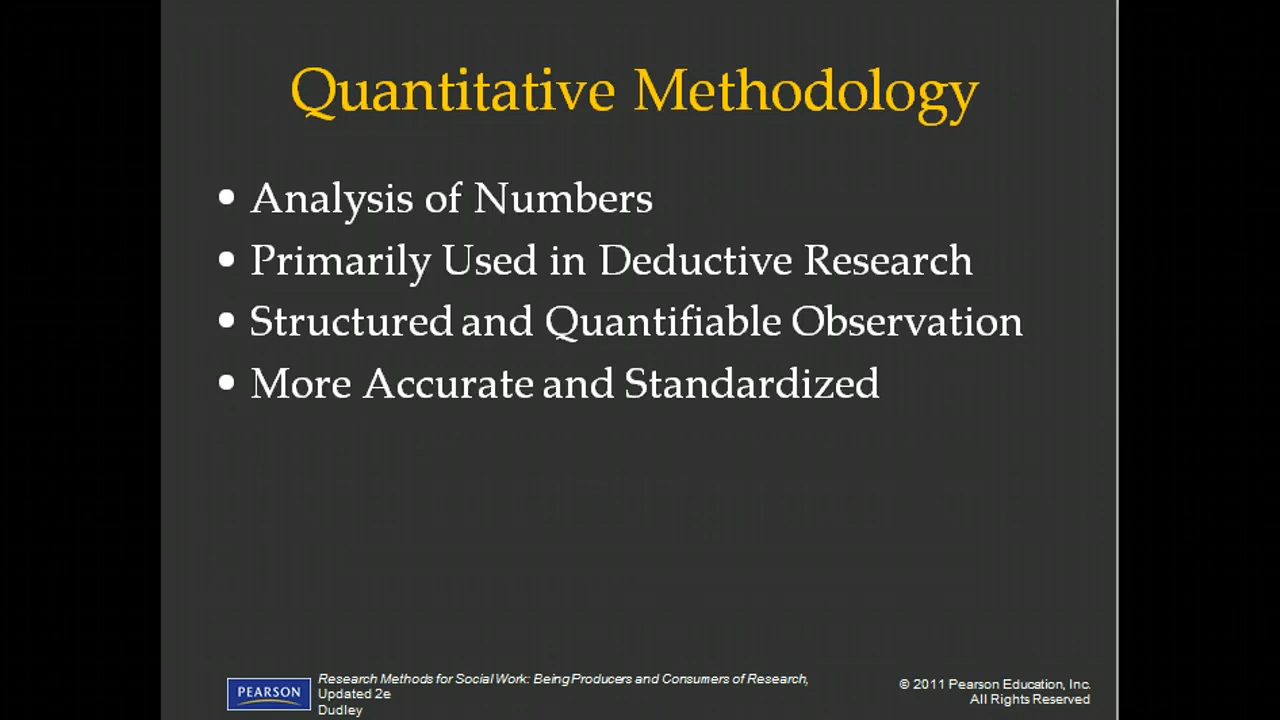 Quantitative Methodology
• Analysis of Numbers
• Primarily Used in Deductive Research
• Structured and Quantifiable Observation
• More Accurate and Standardized
PEARSON
Research Methods for Social Work: Being Producers and Consumers of Research,
Updated 2e
Dudley
© 2011 Pearson Education, Inc.
All Rights Reserved